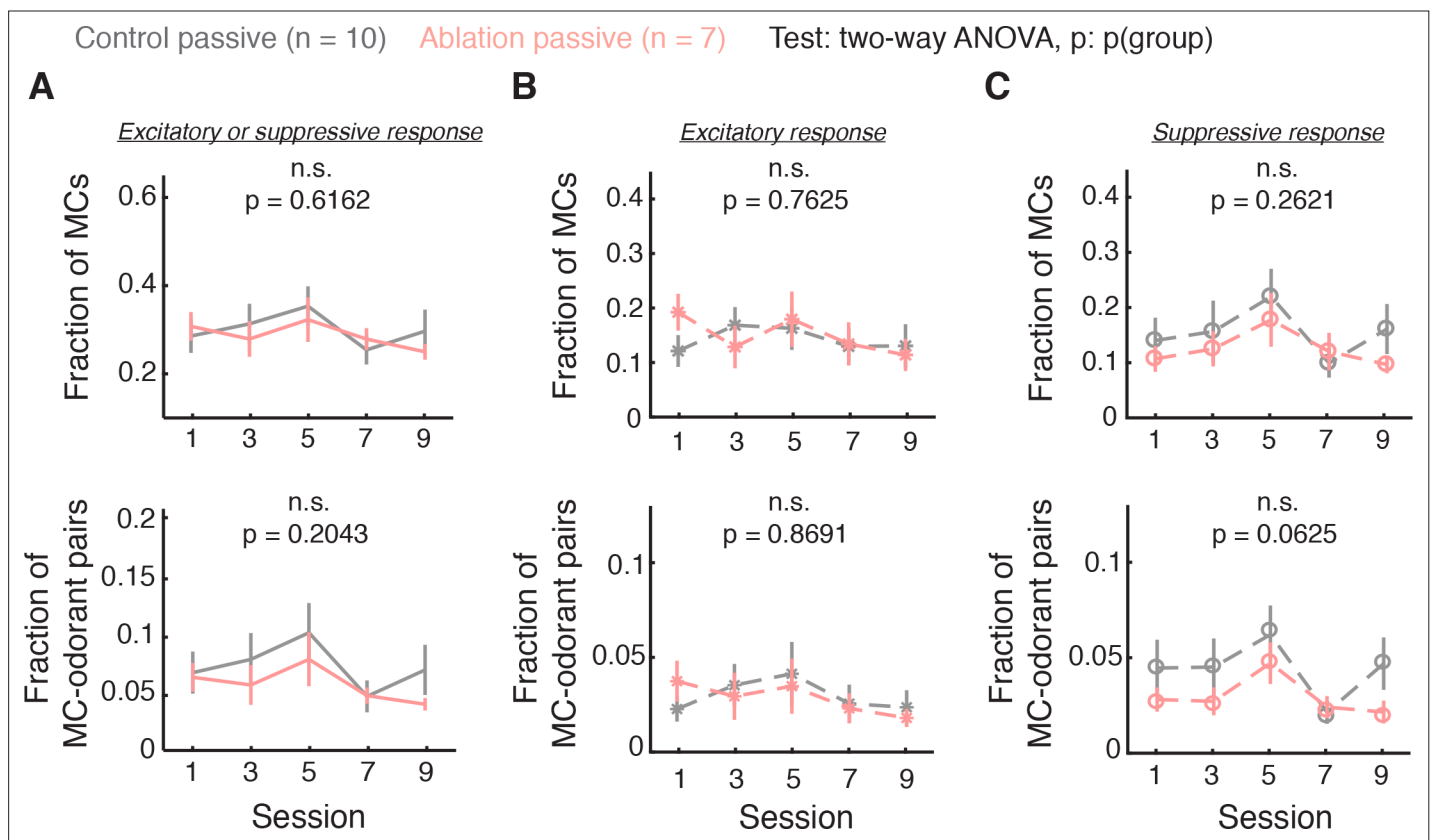 Control passive (n = 10) Ablation passive (n = 7) Test: two-way ANOVA, p: p(group)
A
Excitatory or suppressive response
n.s.
p = 0.6162
Fraction of MCs
0.6
0.4
0.2
1 3 5 7 9
n.s.
p = 0.2043
Fraction of
MC-odorant pairs
0.2
0.15
0.1
0.05
0
1 3 5 7 9
Session
B
Excitatory response
n.s.
p = 0.7625
Fraction of MCs
0.4
0.3
0.2
0.1
0
1 3 5 7 9
n.s.
p = 0.8691
Fraction of
MC-odorant pairs
0.1
0.05
0
1 3 5 7 9
Session
C
Suppressive response
n.s.
p = 0.2621
Fraction of MCs
0.4
0.3
0.2
0.1
0
1 3 5 7 9
n.s.
p = 0.0625
Fraction of
MC-odorant pairs
0.1
0.05
0
1 3 5 7 9
Session